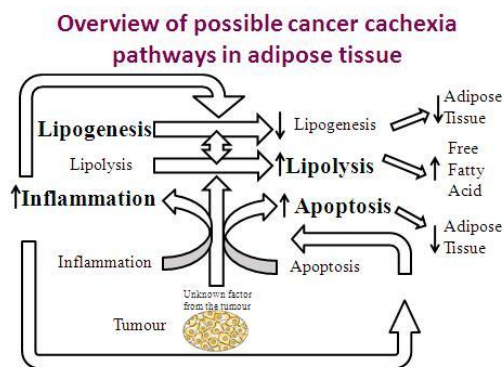 Overview of possible cancer cachexia
pathways in adipose tissue
Lipogenesis
↓ Lipogenesis
↓ Adipose
Tissue
Lipolysis
↑ Lipolysis
↑ Free
Fatty
Acid
↑ Inflammation
↑ Apoptosis
↓ Adipose
Tissue
Inflammation
Apoptosis
Unknown factor
from the tumour
Tumour